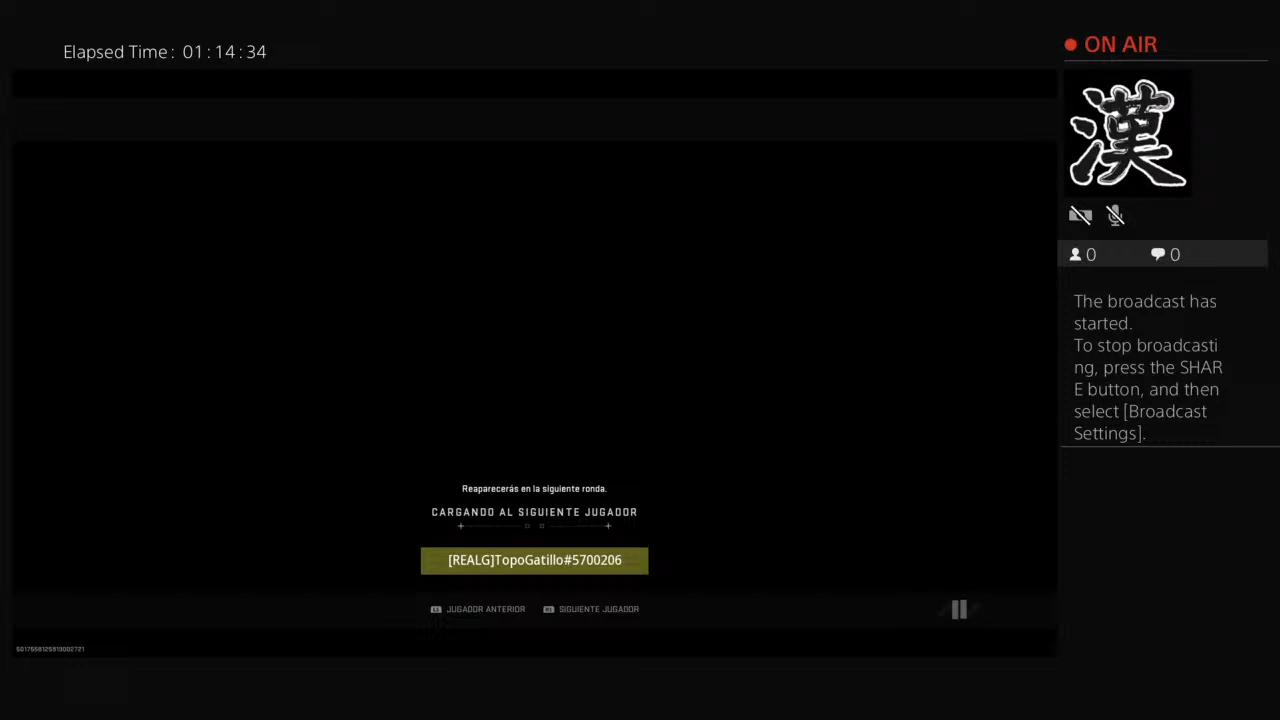 Elapsed Time: 01:14:34
ON AIR
漢
0 0
The broadcast has
started.
To stop broadcasti
ng, press the SHAR
E button, and then
select [Broadcast
Settings].
Reaparecerás en la siguiente ronda.
CARGANDO AL SIGUIENTE JUGADOR
[REALG]TopoGatillo#5700206
L1 JUGADOR ANTERIOR R1 SIGUIENTE JUGADOR